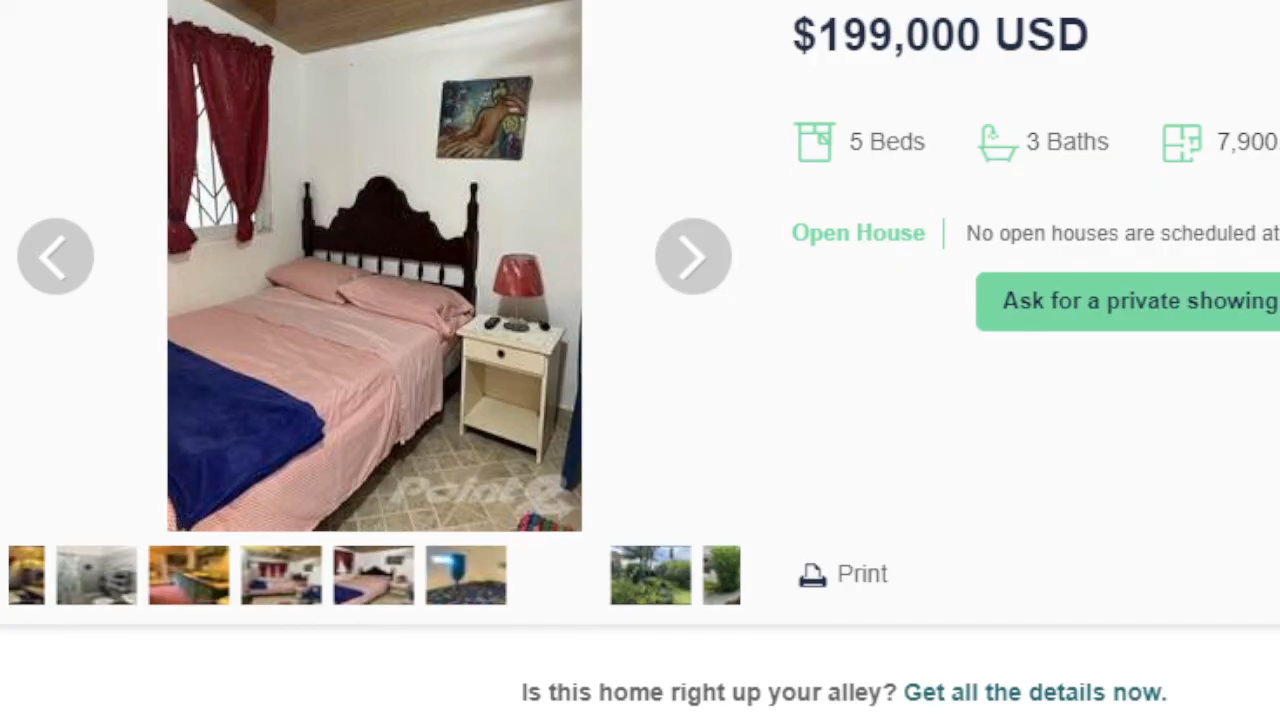 $199,000 USD
5 Beds
3 Baths
7,900
Open House
No open houses are scheduled at
Ask for a private showing
Point2
Print
Is this home right up your alley? Get all the details now.